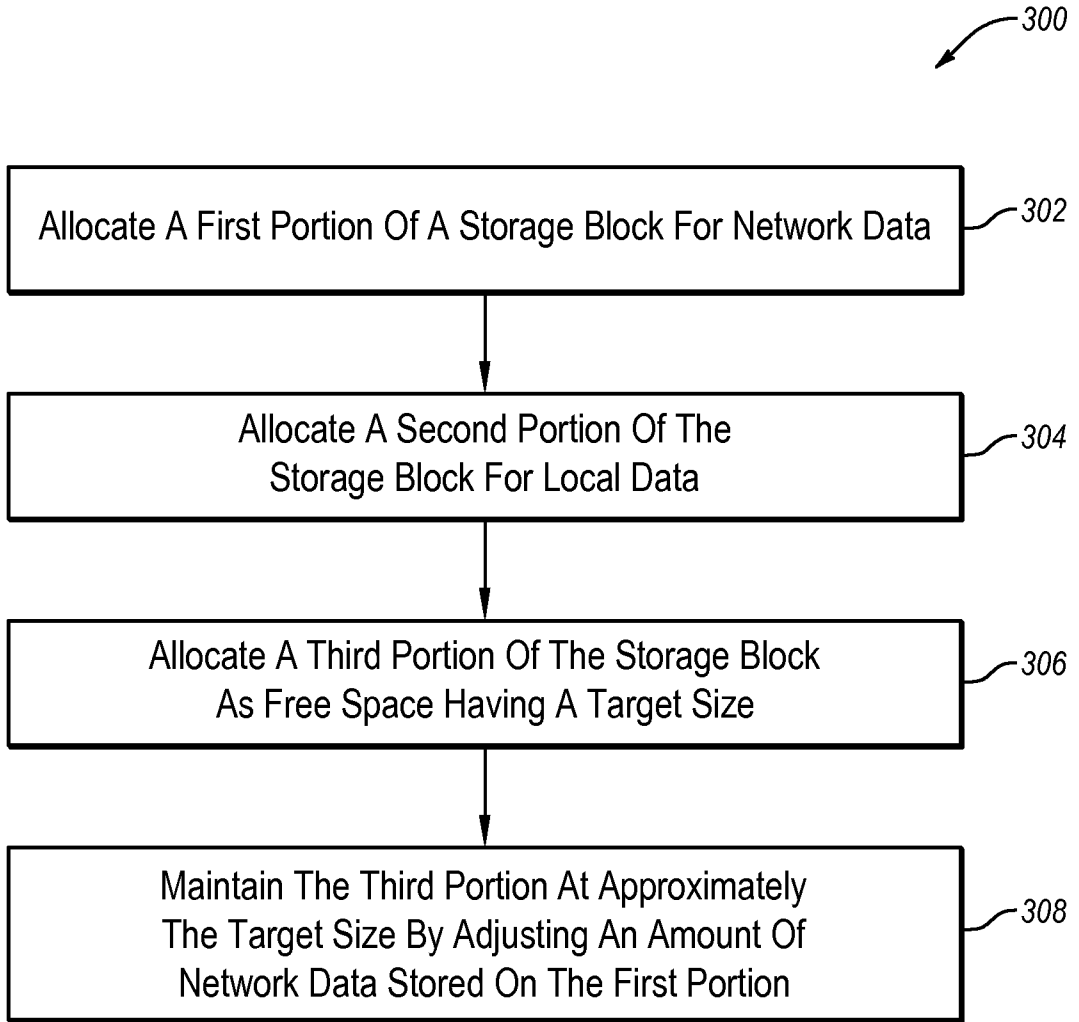 300
Allocate A First Portion Of A Storage Block For Network Data
302
Allocate A Second Portion Of The
Storage Block For Local Data
304
Allocate A Third Portion Of The Storage Block
As Free Space Having A Target Size
306
Maintain The Third Portion At Approximately
The Target Size By Adjusting An Amount Of
Network Data Stored On The First Portion
308